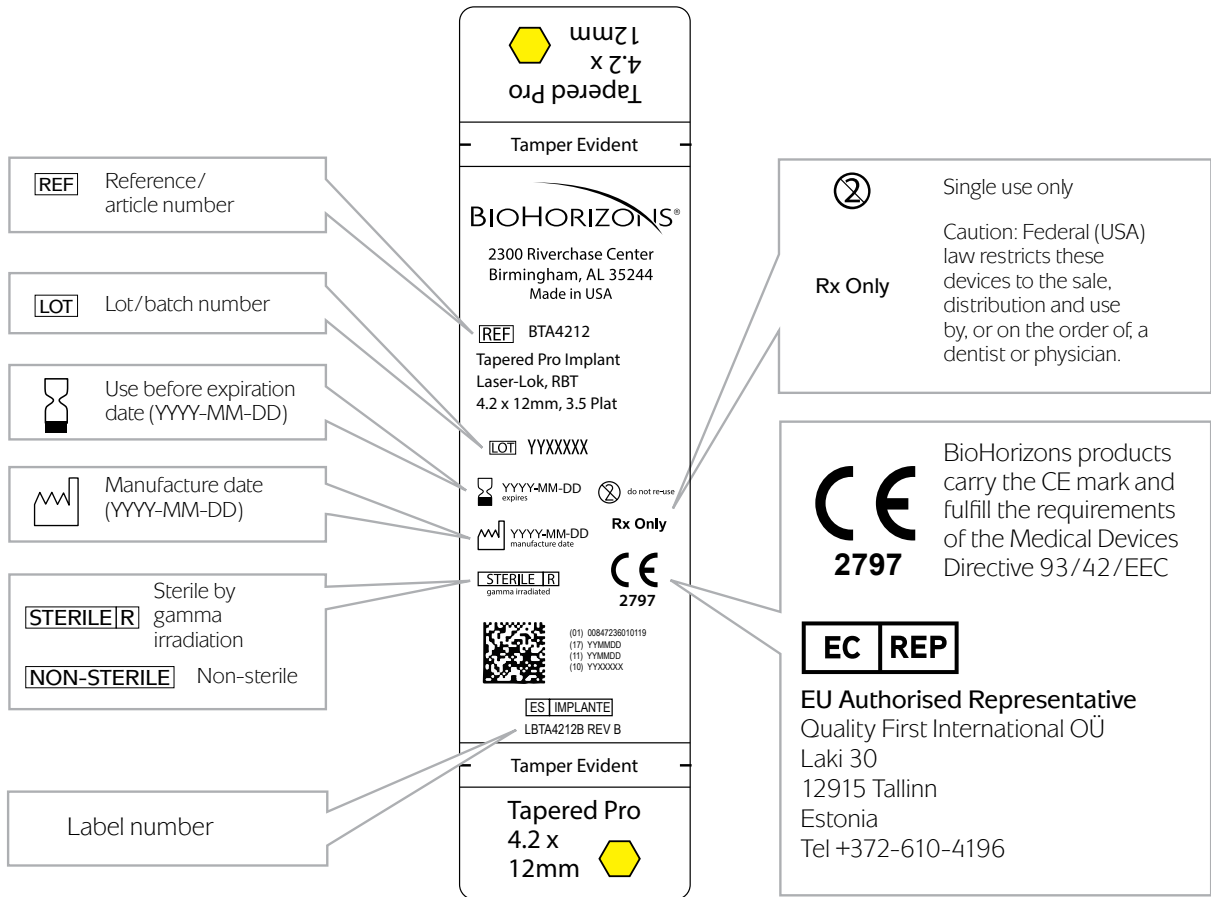 Tapered Pro
4.2 x
12mm
Tamper Evident
BIOHORIZONS®
2300 Riverchase Center
Birmingham, AL 35244
Made in USA
REF BTA4212
Tapered Pro Implant
Laser-Lok, RBT
4.2 x 12mm, 3.5 Plat
LOT YYXXXXX
YYYY-MM-DD
expires
do not re-use
YYYY-MM-DD
manufacture date
Rx Only
STERILE R
gamma irradiated
CE
2797
(01) 00847236010119
(17) YYMMDD
(11) YYMMDD
(10) YYXXXXX
ES IMPLANTE
LBTA4212B REV B
Tamper Evident
Tapered Pro
4.2 x
12mm
REF Reference/
article number
LOT Lot/batch number
Use before expiration
date (YYYY-MM-DD)
Manufacture date
(YYYY-MM-DD)
STERILE R Sterile by
gamma
irradiation
NON-STERILE Non-sterile
Label number
2 Single use only
Rx Only
Caution: Federal (USA)
law restricts these
devices to the sale,
distribution and use
by, or on the order of, a
dentist or physician.
CE
2797
BioHorizons products
carry the CE mark and
fulfill the requirements
of the Medical Devices
Directive 93/42/EEC
EC REP
EU Authorised Representative
Quality First International OÜ
Laki 30
12915 Tallinn
Estonia
Tel +372-610-4196